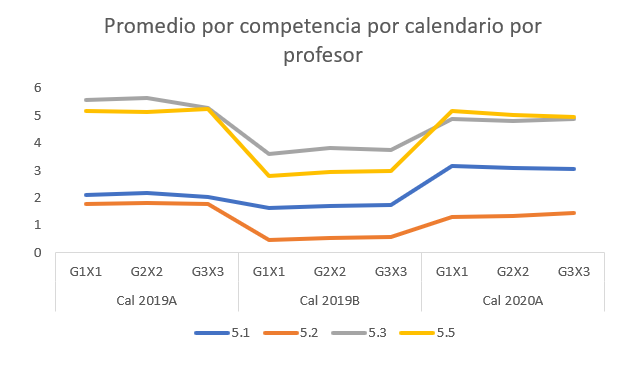 Promedio por competencia por calendario por
profesor
6
5
4
3
2
1
0
G1X1 G2X2 G3X3 G1X1 G2X2 G3X3 G1X1 G2X2 G3X3
Cal 2019A Cal 2019B Cal 2020A
5.1 5.2 5.3 5.5